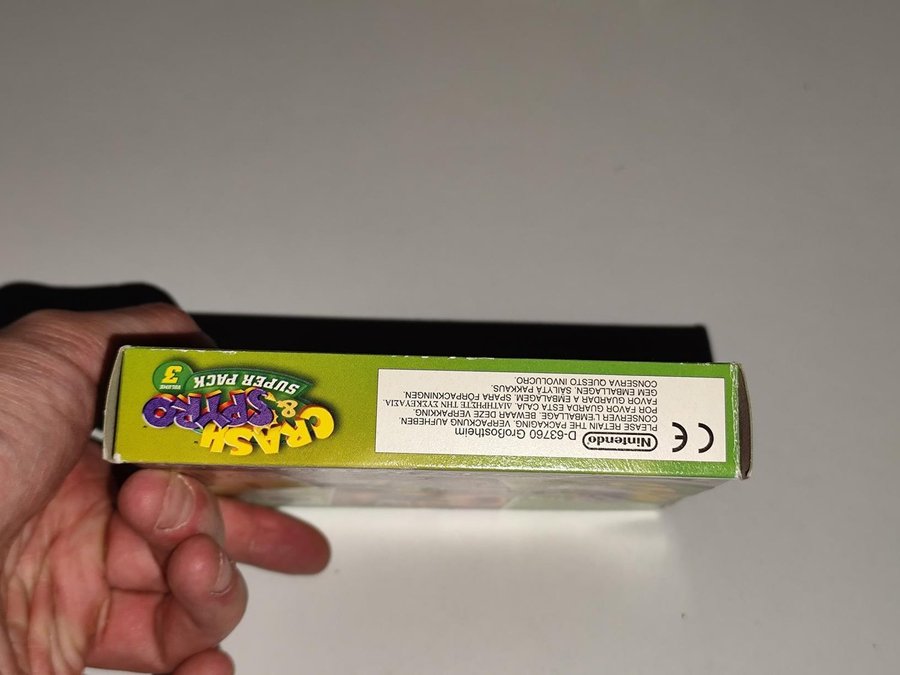 CE
Nintendo
D-63760 Großostheim
PLEASE RETAIN THE PACKAGING. VERPACKUNG AUFHEBEN.
CONSERVER L'EMBALLAGE. BEWAAR DEZE VERPAKKING.
POR FAVOR GUARDA ESTA CAJA. ΔΙΑΤΗΡΗΣΤΕ ΤΗΝ ΣΥΣΚΕΥΑΣΙΑ.
FAVOR GUARDAR A EMBALAGEM. SPARA FÖRPACKNINGEN.
GEM EMBALLAGEN. SÄILYTÄ PAKKAUS.
CONSERVA QUESTO INVOLUCRO.
CRASH
& SPYRO
SUPER PACK
VOLUME
3